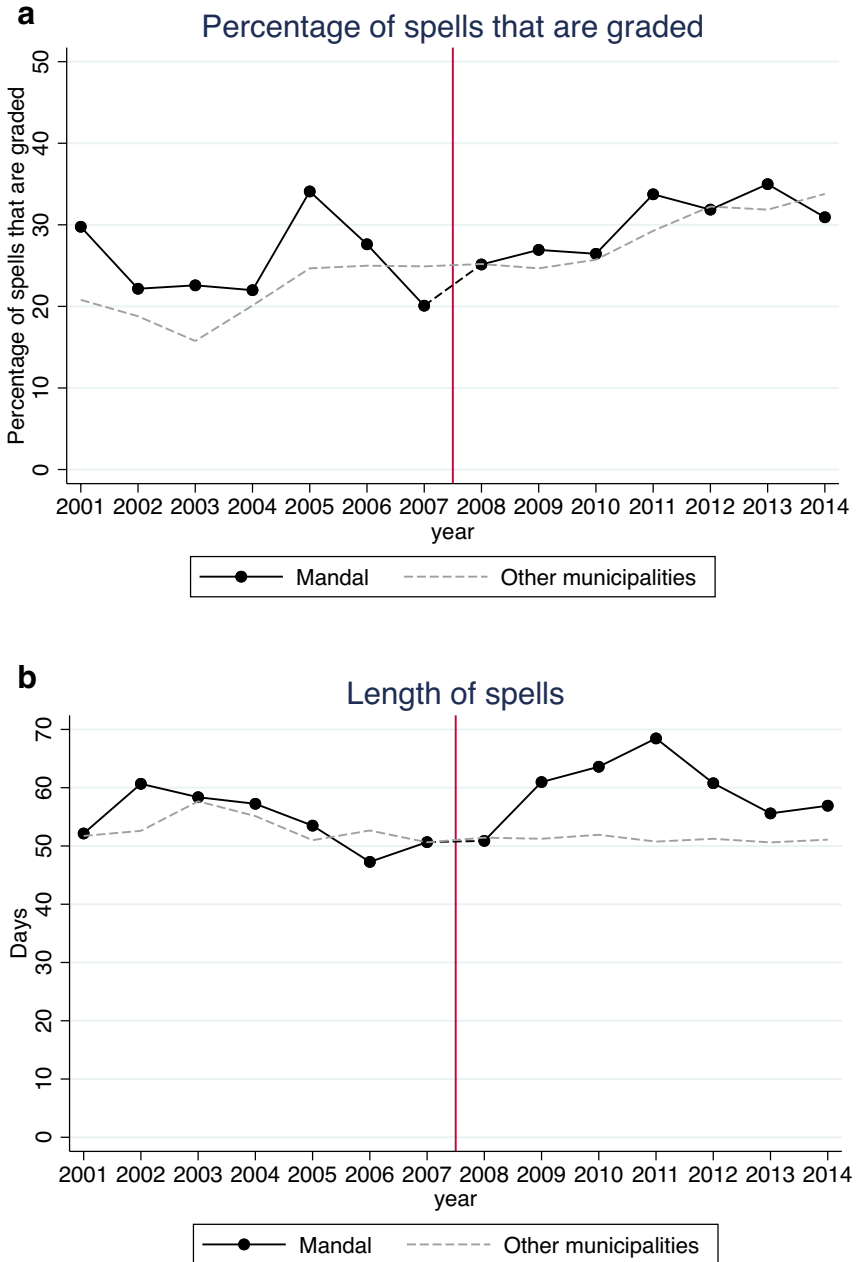 a
Percentage of spells that are graded
Percentage of spells that are graded
50
40
30
20
10
0
2001 2002 2003 2004 2005 2006 2007 2008 2009 2010 2011 2012 2013 2014
year
Mandal Other municipalities
b
Length of spells
Days
70
60
50
40
30
20
10
0
2001 2002 2003 2004 2005 2006 2007 2008 2009 2010 2011 2012 2013 2014
year
Mandal Other municipalities